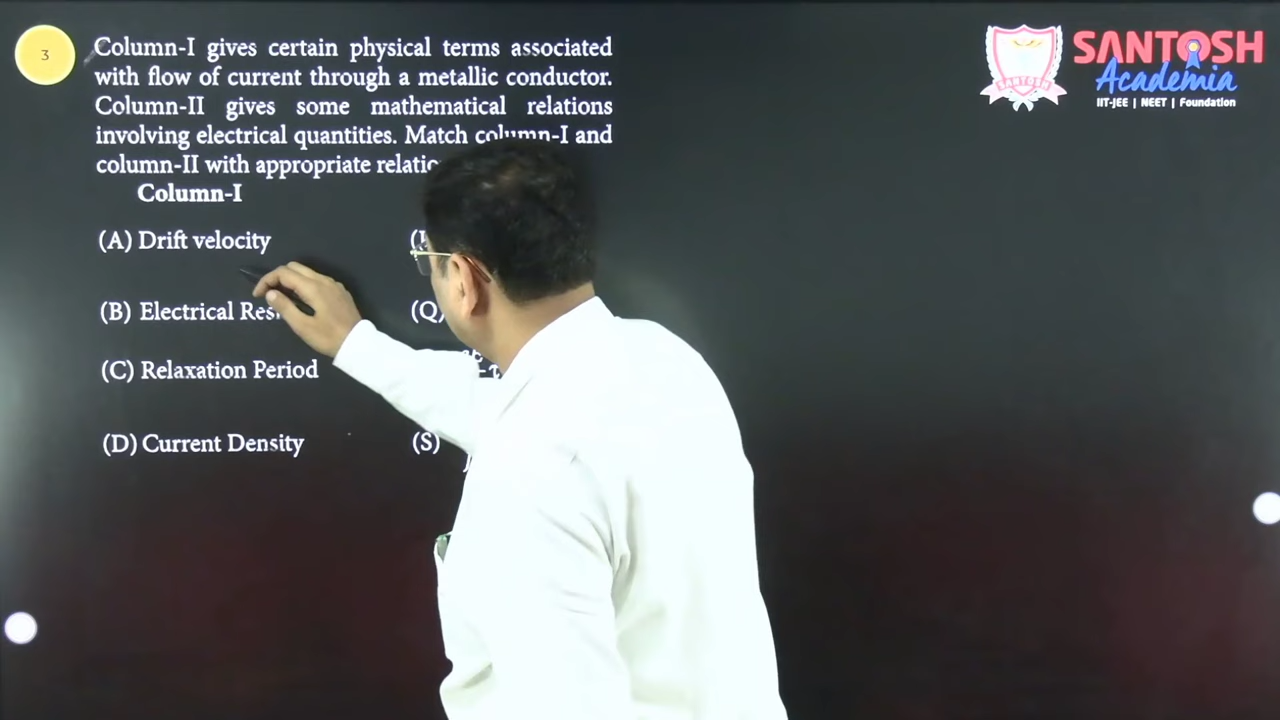 3
Column-I gives certain physical terms associated
with flow of current through a metallic conductor.
Column-II gives some mathematical relations
involving electrical quantities. Match column-I and
column-II with appropriate
Column-I
(A) Drift velocity
(B) Electrical
(Q)
(C) Relaxation Period
(D) Current Density
(S)
SANTOSH
Academia
IIT-JEE | NEET | Foundation
SANTOSH